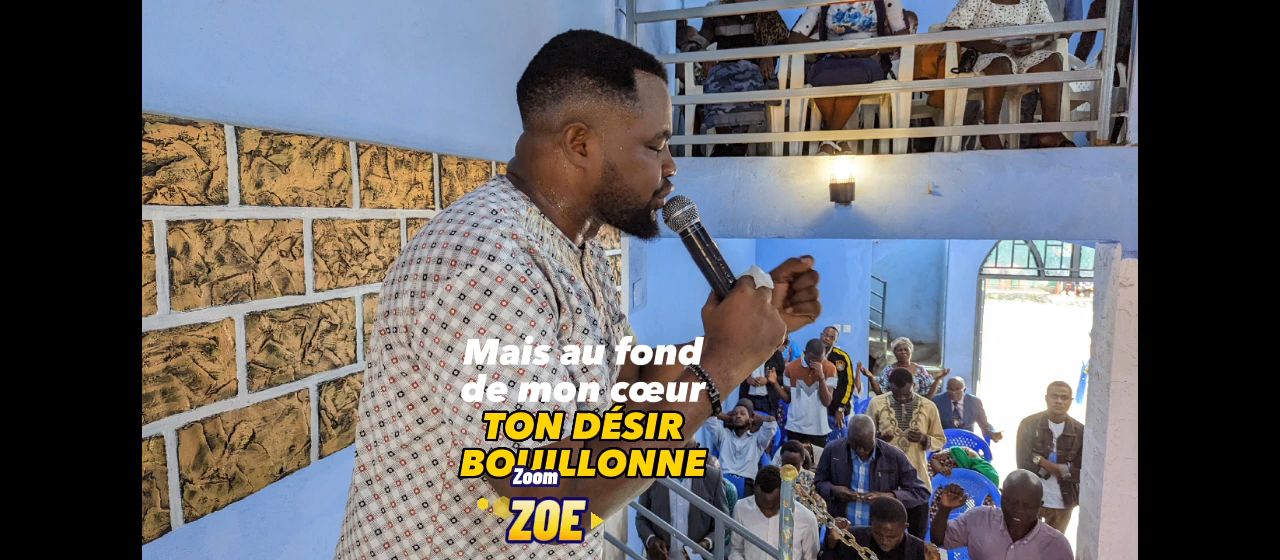 Mais au fond
de mon cœur
TON DÉSIR
BOUILLONNE
Zoom
ZOE